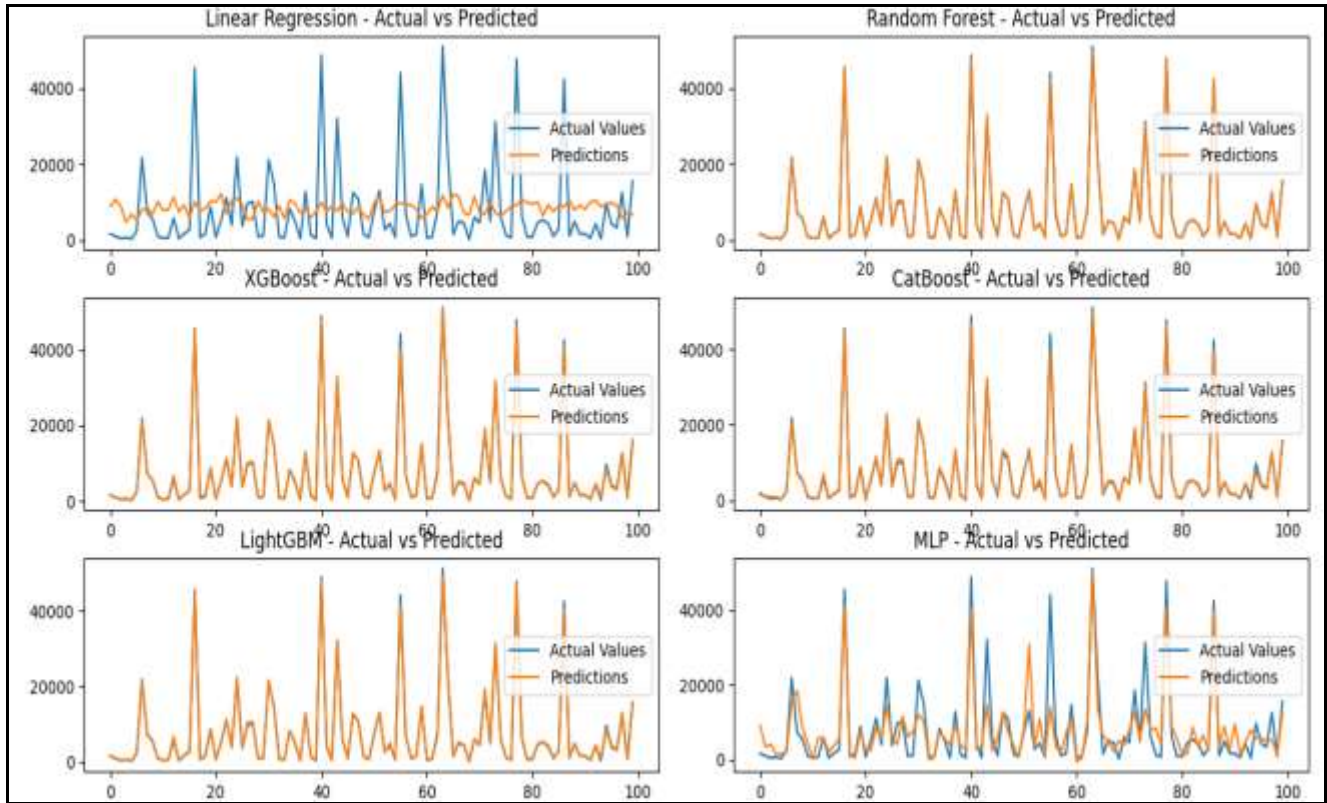 Linear Regression - Actual vs Predicted
40000
20000
0
Actual Values
Predictions
0 20 40 60 80 100
Random Forest - Actual vs Predicted
40000
20000
0
Actual Values
Predictions
0 20 40 60 80 100
XGBoost - Actual vs Predicted
40000
20000
0
Actual Values
Predictions
0 20 40 60 80 100
CatBoost - Actual vs Predicted
40000
20000
0
Actual Values
Predictions
0 20 40 60 80 100
LightGBM - Actual vs Predicted
40000
20000
0
Actual Values
Predictions
0 20 40 60 80 100
MLP - Actual vs Predicted
40000
20000
0
Actual Values
Predictions
0 20 40 60 80 100